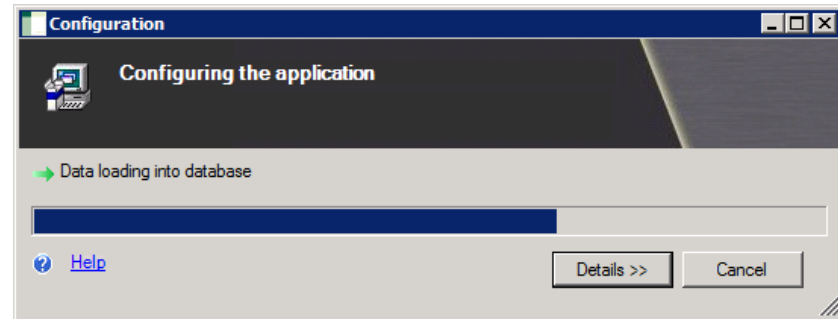 Configuration
Configuring the application
Data loading into database
Help
Details >>
Cancel